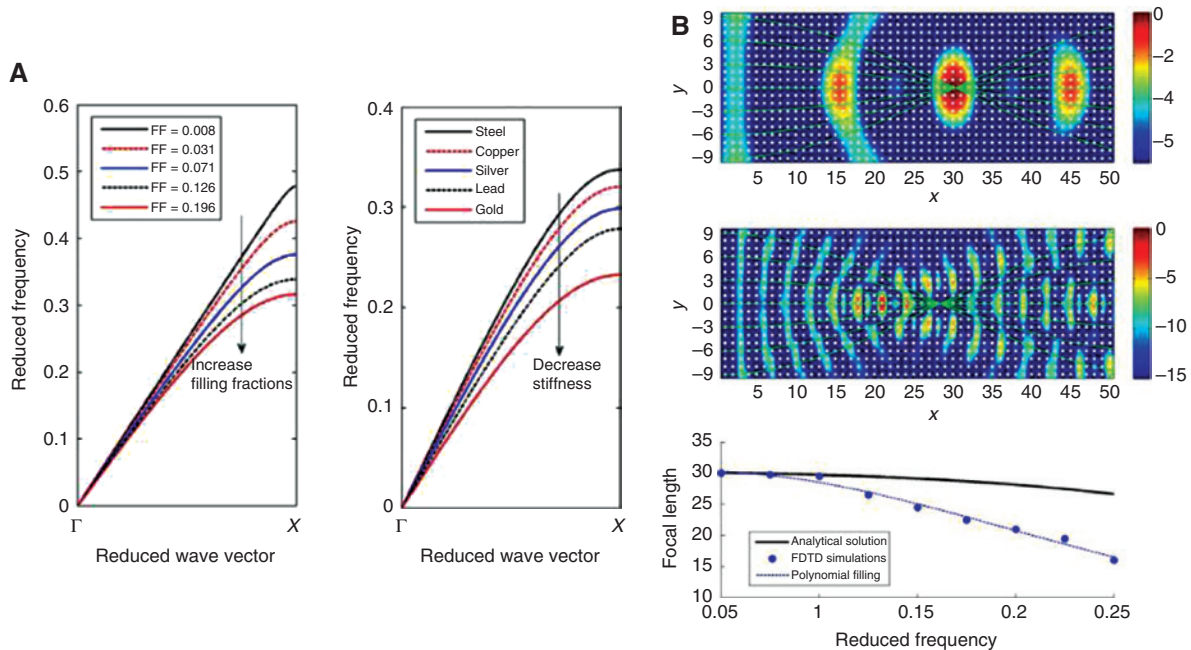 A
0.6
0.5
0.4
0.3
0.2
0.1
0
FF = 0.008
FF = 0.031
FF = 0.071
FF = 0.126
FF = 0.196
Increase
filling fractions
Reduced frequency
Γ
X
Reduced wave vector
0.4
0.3
0.2
0.1
0
Steel
Copper
Silver
Lead
Gold
Decrease
stiffness
Reduced frequency
Γ
X
Reduced wave vector
B
9
6
3
0
−3
−6
−9
y
5 10 15 20 25 30 35 40 45 50
x
0
−1
−2
−3
−4
−5
9
6
3
0
−3
−6
−9
y
5 10 15 20 25 30 35 40 45 50
x
0
−5
−10
−15
35
30
25
20
15
10
Focal length
Analytical solution
FDTD simulations
Polynomial filling
0.05 1 0.15 0.2 0.25
Reduced frequency